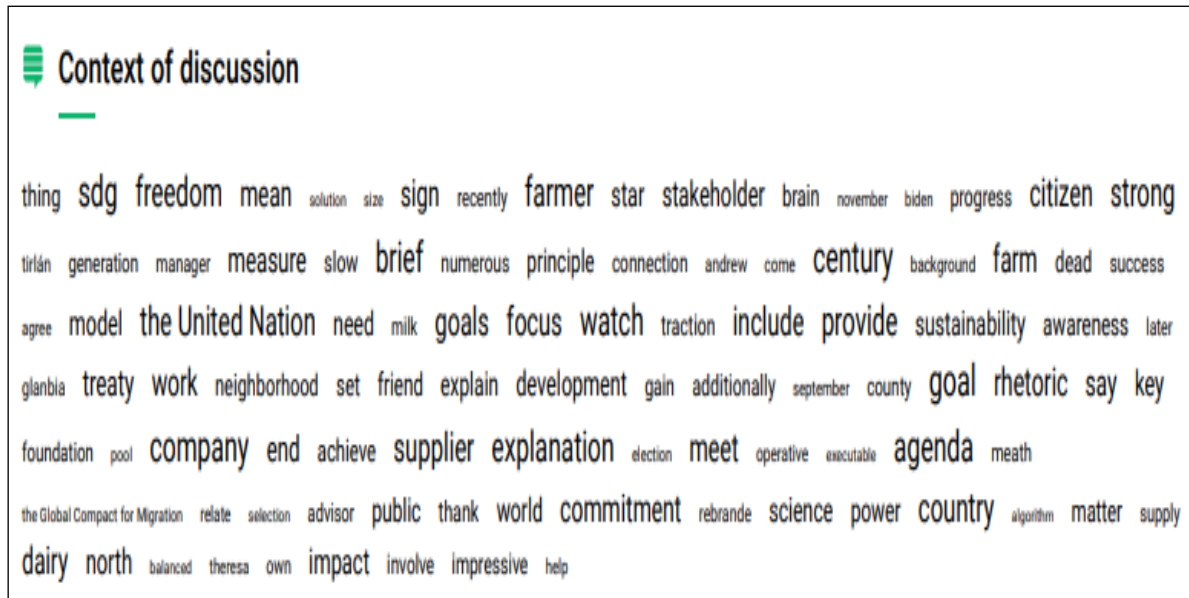 Context of discussion
thing sdg freedom mean solution size sign recently farmer star stakeholder brain november biden progress citizen strong
tirlán generation manager measure slow brief numerous principle connection andrew come century background farm dead success
agree model the United Nation need milk goals focus watch traction include provide sustainability awareness later
glanbia treaty work neighborhood set friend explain development gain additionally september county goal rhetoric say key
foundation pool company end achieve supplier explanation election meet operative executable agenda meath
the Global Compact for Migration relate selection advisor public thank world commitment rebrande science power country algorithm matter supply
dairy north balanced theresa own impact involve impressive help